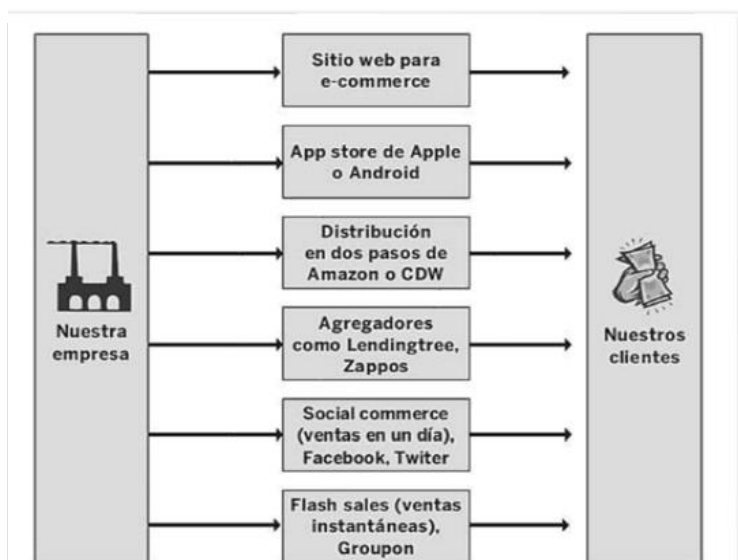 Sitio web para
e-commerce
App store de Apple
o Android
Distribución
en dos pasos de
Amazon o CDW
Nuestra
empresa
Agregadores
como Lendingtree,
Zappos
Nuestros
clientes
Social commerce
(ventas en un día),
Facebook, Twiter
Flash sales (ventas
instantáneas),
Groupon